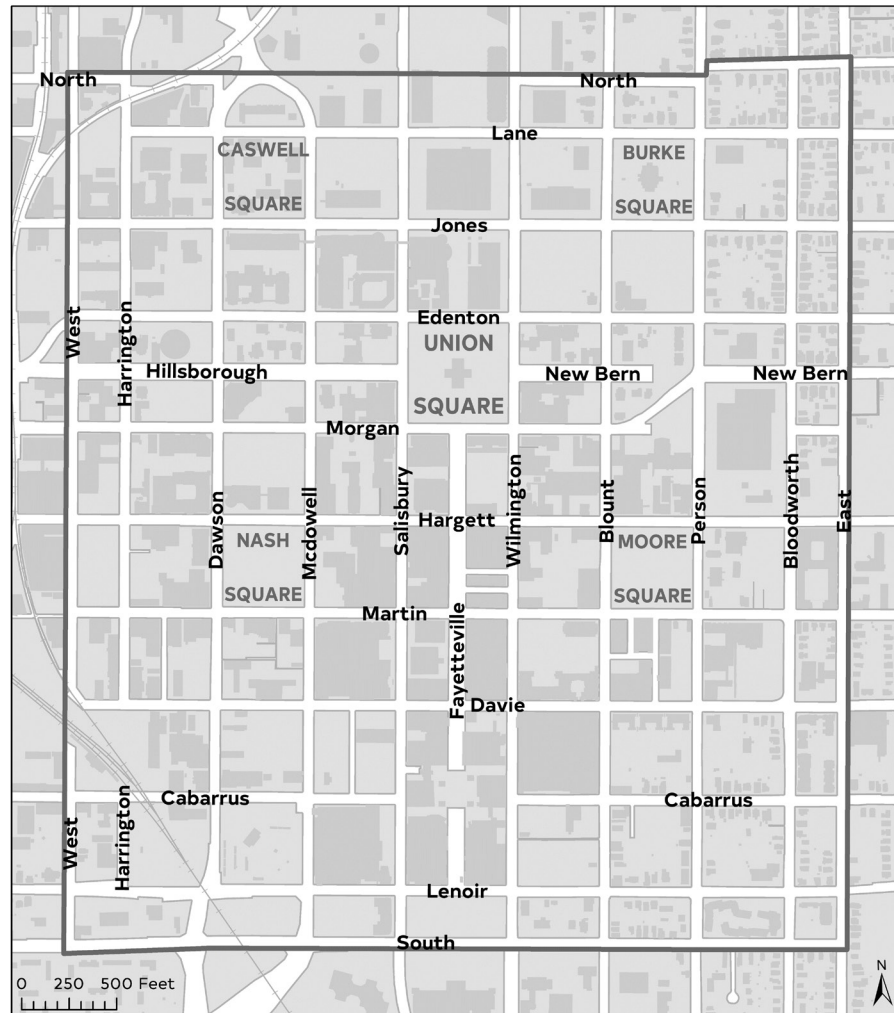 North
North
Lane
CASWELL
SQUARE
BURKE
SQUARE
Jones
West
Harrington
Edenton
UNION
SQUARE
Hillsborough
New Bern
New Bern
Morgan
Dawson
Mcdowell
Salisbury
Hargett
Wilmington
Blount
Person
Bloodworth
East
NASH
SQUARE
MOORE
SQUARE
Martin
Fayetteville
Davie
Cabarrus
Cabarrus
West
Harrington
Lenoir
South
0 250 500 Feet
N